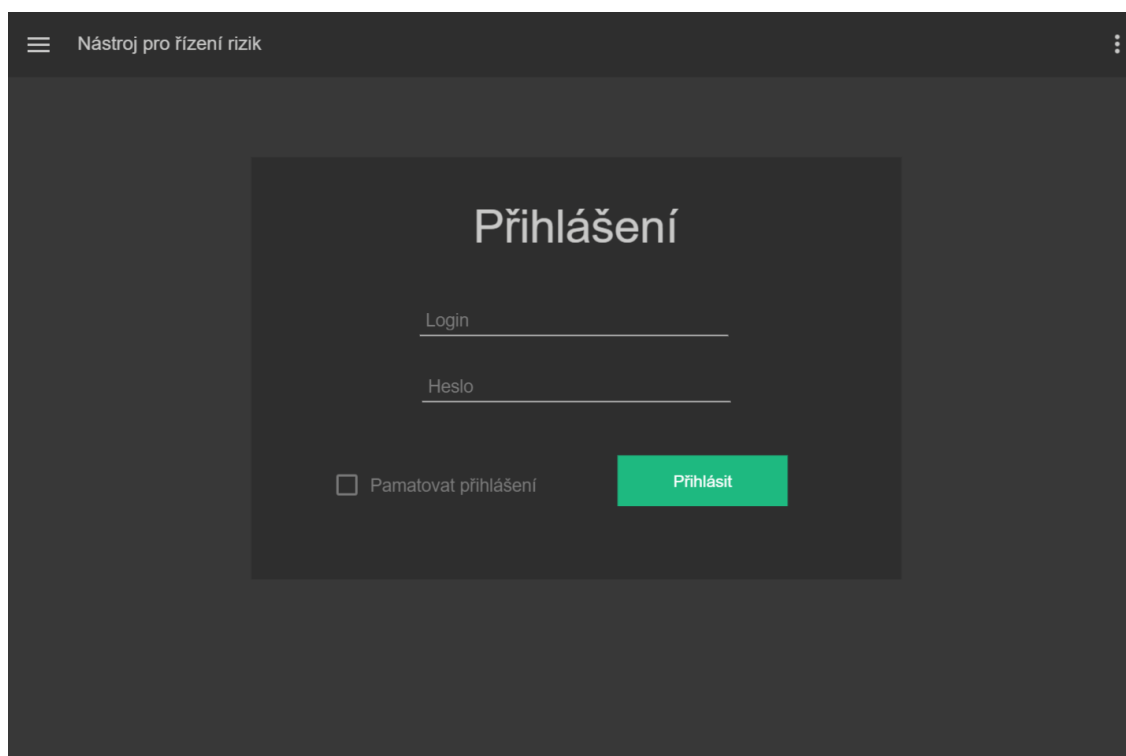 Nástroj pro řízení rizik
Přihlášení
Login
Heslo
Pamatovat přihlášení
Přihlásit